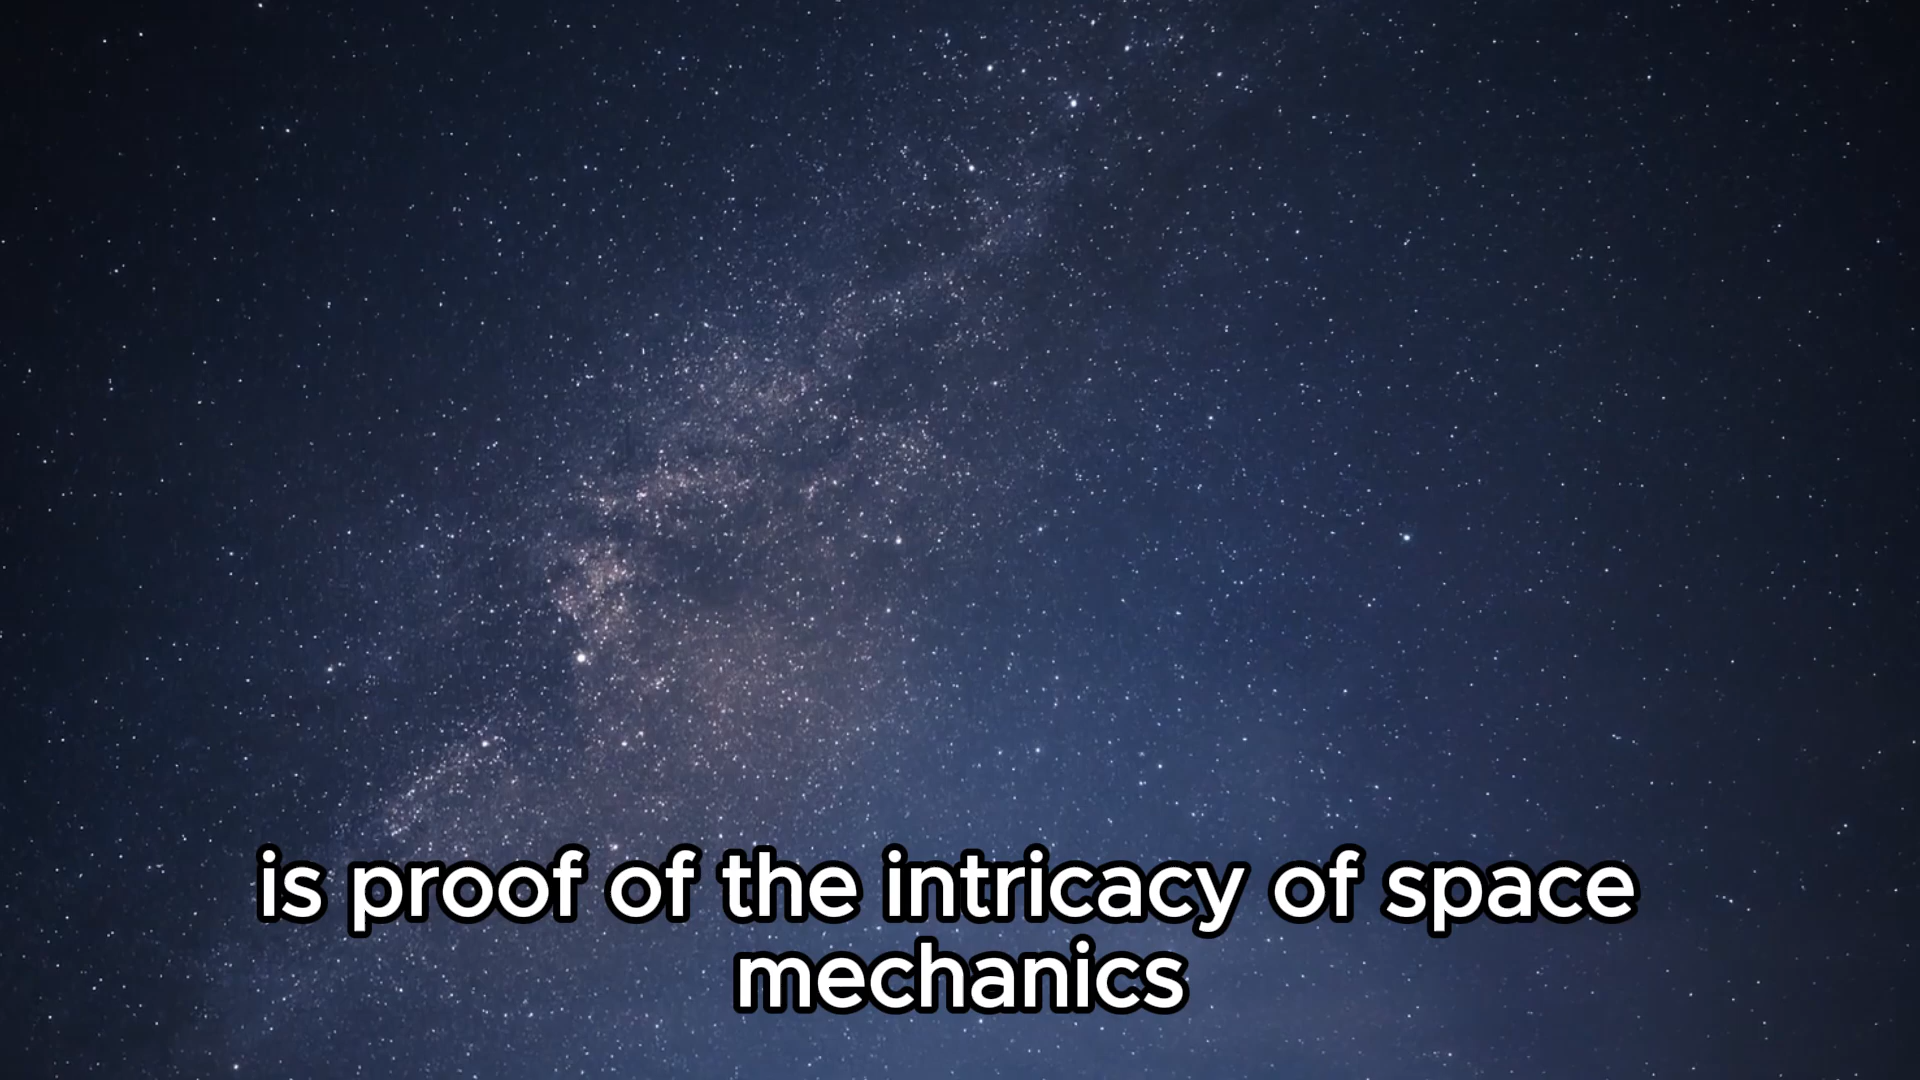 is proof of the intricacy of space
mechanics